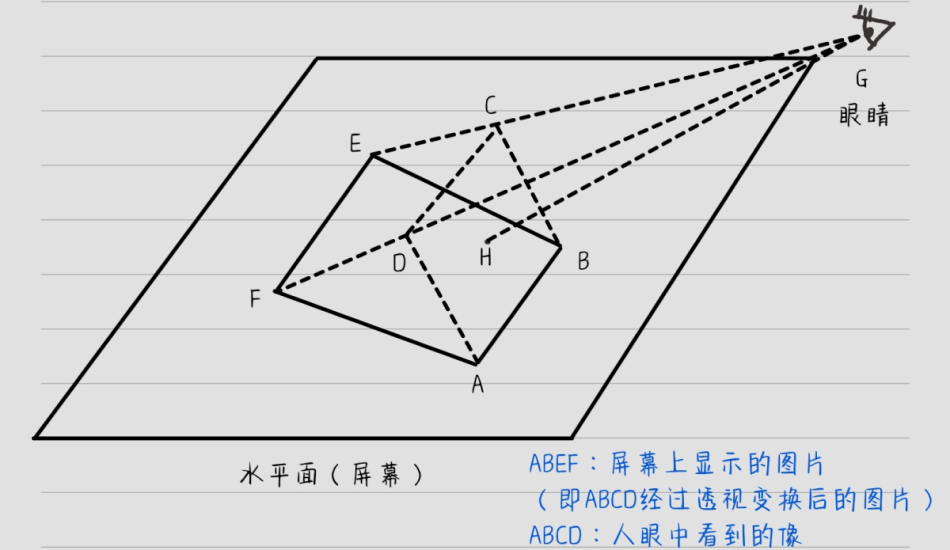 C
E
G
眼睛
D
H
B
F
A
水平面(屏幕)
ABEF:屏幕上显示的图片
(即ABCD经过透视变换后的图片)
ABCD:人眼中看到的像